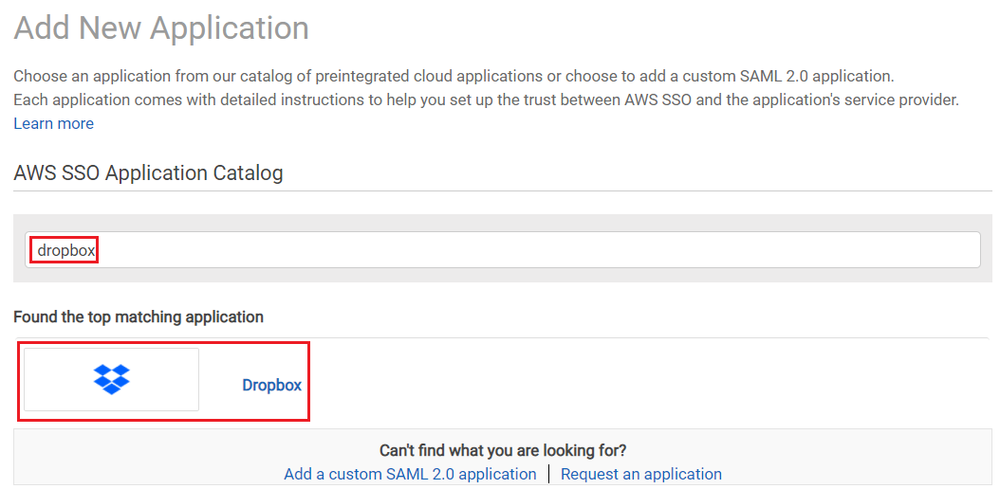 Add New Application
Choose an application from our catalog of preintegrated cloud applications or choose to add a custom SAML 2.0 application.
Each application comes with detailed instructions to help you set up the trust between AWS SSO and the application's service provider.
Learn more
AWS SSO Application Catalog
dropbox
Found the top matching application
Dropbox
Can't find what you are looking for?
Add a custom SAML 2.0 application | Request an application